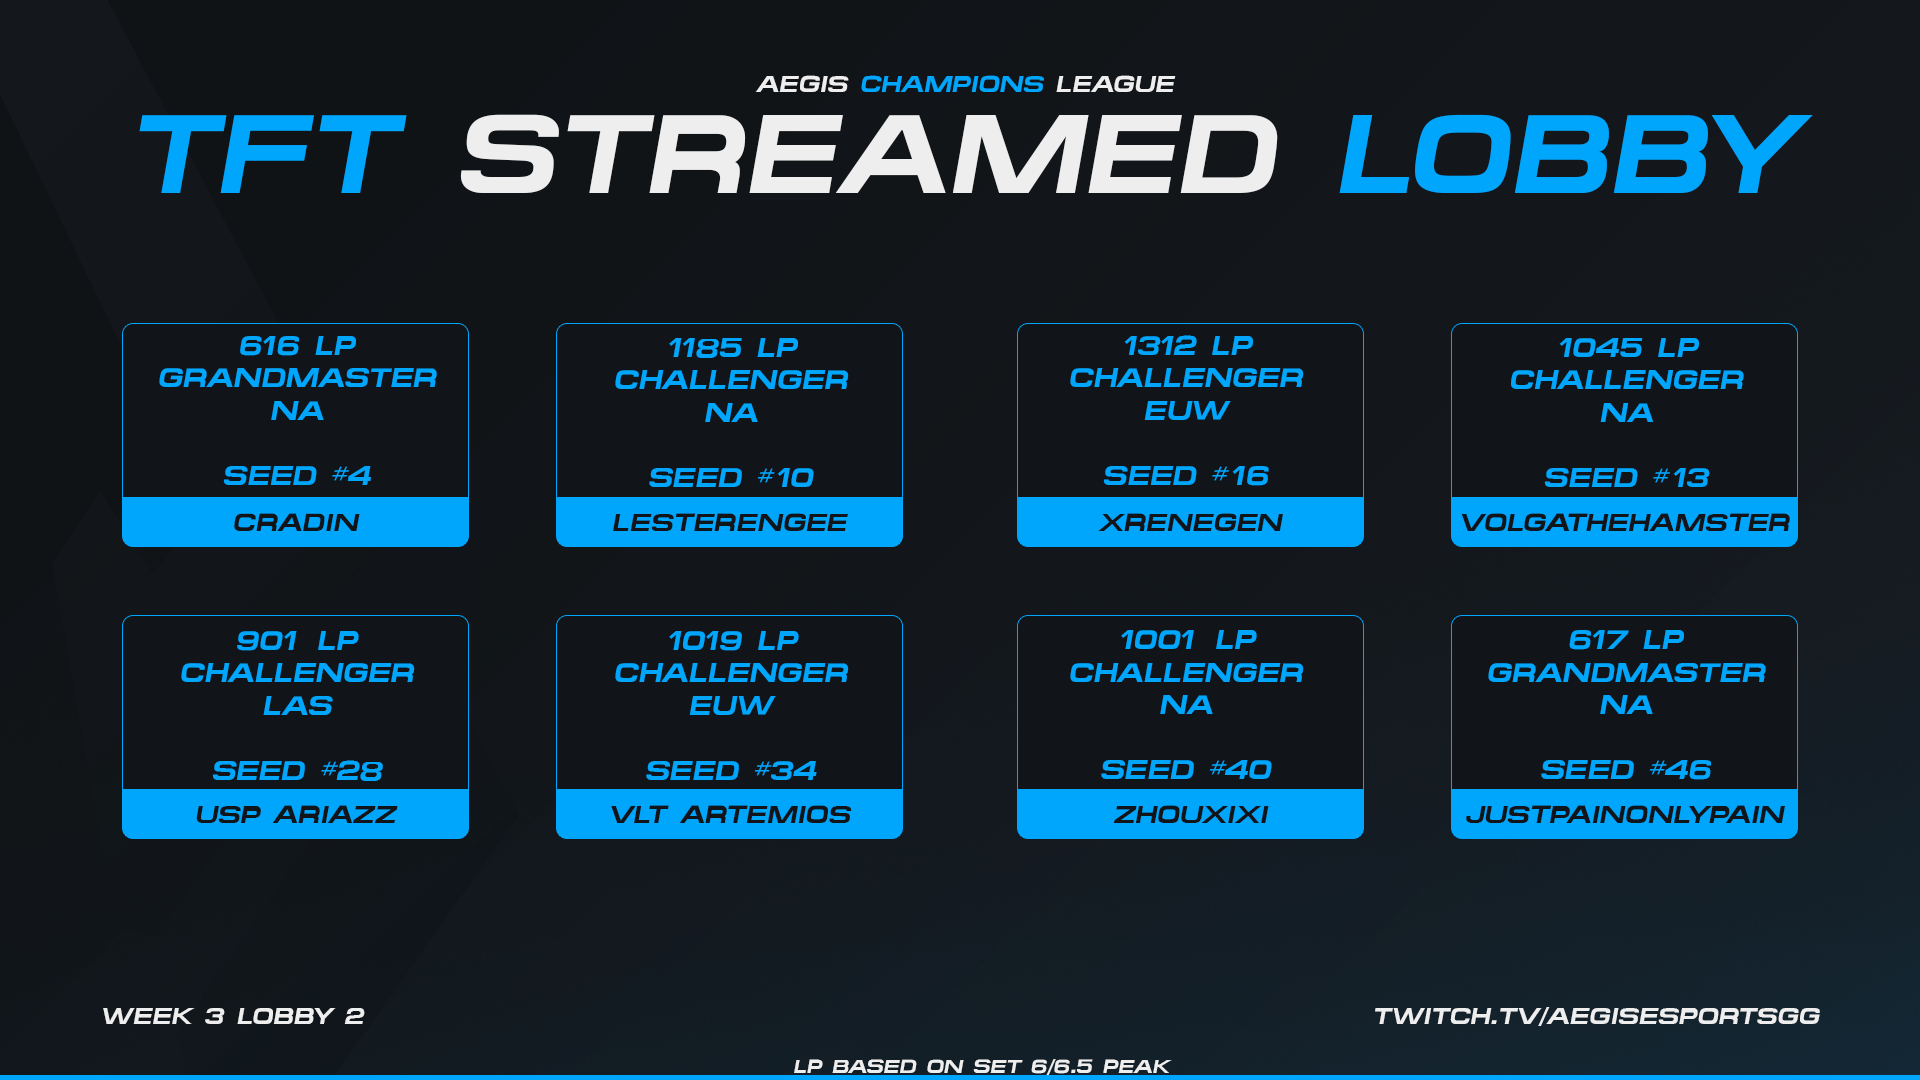 AEGIS CHAMPIONS LEAGUE
TFT STREAMED LOBBY
616 LP
GRANDMASTER
NA
SEED #4
CRADIN
1185 LP
CHALLENGER
NA
SEED #10
LESTERENGEE
1312 LP
CHALLENGER
EUW
SEED #16
XRENEGEN
1045 LP
CHALLENGER
NA
SEED #13
VOLGATHEHAMSTER
901 LP
CHALLENGER
LAS
SEED #28
USP ARIAZZ
1019 LP
CHALLENGER
EUW
SEED #34
VLT ARTEMIOS
1001 LP
CHALLENGER
NA
SEED #40
ZHOUXIXI
617 LP
GRANDMASTER
NA
SEED #46
JUSTPAINONLYPAIN
WEEK 3 LOBBY 2
TWITCH.TV/AEGISESPORTSGG
LP BASED ON SET 6/6.5 PEAK